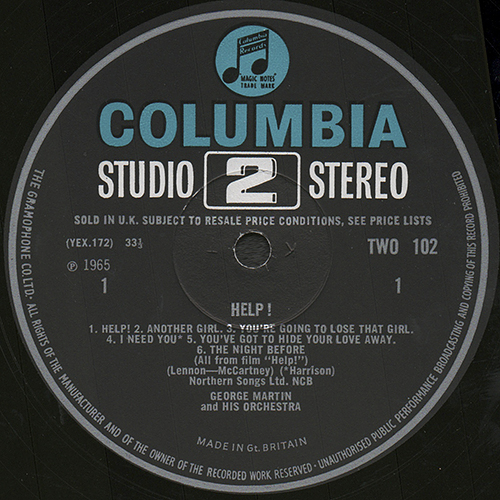 Columbia
Records
MAGIC NOTES
TRADE MARK
COLUMBIA
STUDIO 2 STEREO
SOLD IN U.K. SUBJECT TO RESALE PRICE CONDITIONS, SEE PRICE LISTS
(YEX.172) 33⅓
TWO 102
℗ 1965
1
1
HELP!
1. HELP! 2. ANOTHER GIRL. 3. YOU'RE GOING TO LOSE THAT GIRL.
4. I NEED YOU* 5. YOU'VE GOT TO HIDE YOUR LOVE AWAY.
6. THE NIGHT BEFORE
(All from film "Help!")
(Lennon—McCartney) (*Harrison)
Northern Songs Ltd. NCB
GEORGE MARTIN
and HIS ORCHESTRA
MADE IN Gt. BRITAIN
THE GRAMOPHONE CO. LTD. · ALL RIGHTS OF THE MANUFACTURER AND OF THE OWNER OF THE RECORDED WORK RESERVED · UNAUTHORISED PUBLIC PERFORMANCE BROADCASTING AND COPYING OF THIS RECORD PROHIBITED